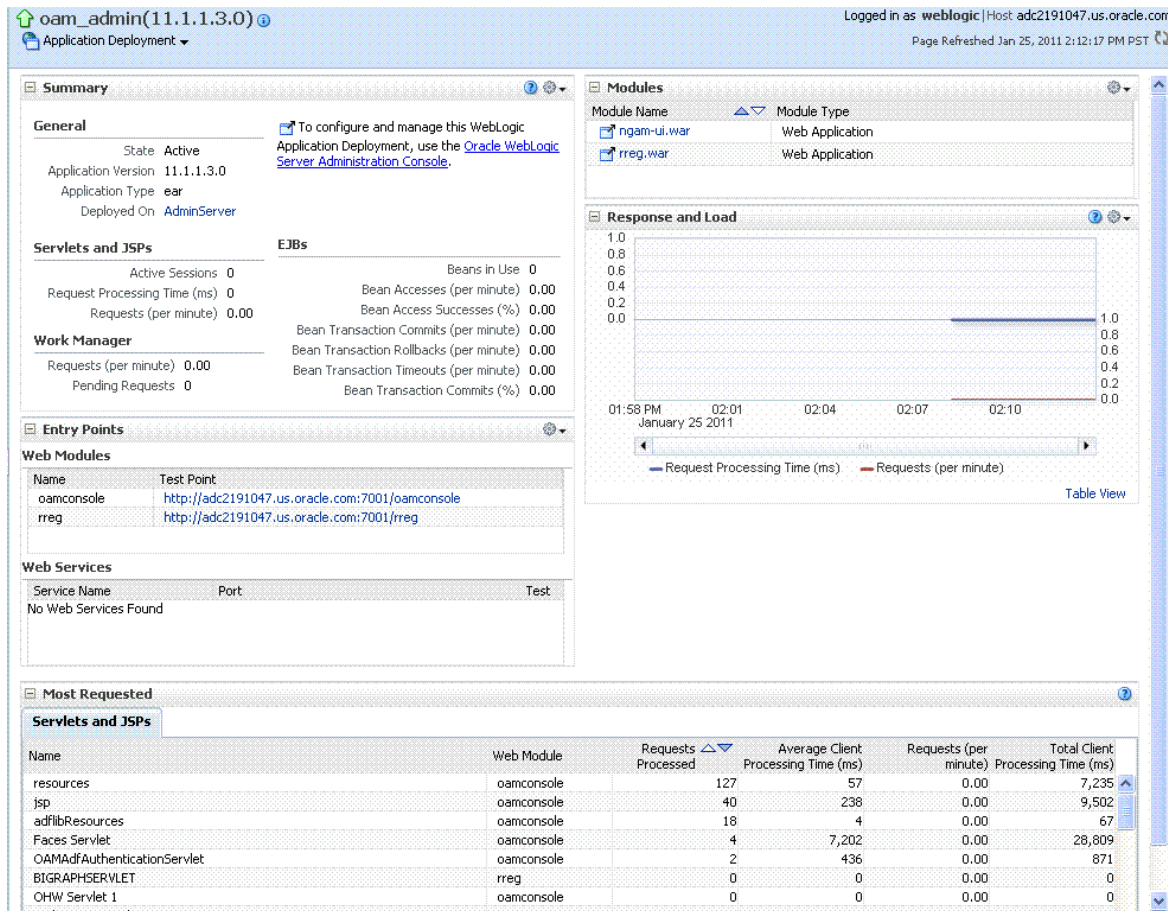 oam_admin(11.1.1.3.0)
Logged in as weblogic|Host adc2191047.us.oracle.com
Application Deployment
Page Refreshed Jan 25, 2011 2:12:17 PM PST
Summary
General
State Active
Application Version 11.1.1.3.0
Application Type ear
Deployed On AdminServer
To configure and manage this WebLogic
Application Deployment, use the Oracle WebLogic
Server Administration Console.
Servlets and JSPs
Active Sessions 0
Request Processing Time (ms) 0
Requests (per minute) 0.00
Work Manager
Requests (per minute) 0.00
Pending Requests 0
EJBs
Beans in Use 0
Bean Accesses (per minute) 0.00
Bean Access Successes (%) 0.00
Bean Transaction Commits (per minute) 0.00
Bean Transaction Rollbacks (per minute) 0.00
Bean Transaction Timeouts (per minute) 0.00
Bean Transaction Commits (%) 0.00
Entry Points
Web Modules
Name Test Point
oamconsole http://adc2191047.us.oracle.com:7001/oamconsole
rreg http://adc2191047.us.oracle.com:7001/rreg
Web Services
Service Name Port Test
No Web Services Found
Modules
Module Name Module Type
ngam-ui.war Web Application
rreg.war Web Application
Response and Load
1.0
0.8
0.6
0.4
0.2
0.0
1.0
0.8
0.6
0.4
0.2
0.0
01:58 PM 02:01 02:04 02:07 02:10
January 25 2011
Request Processing Time (ms) Requests (per minute)
Table View
Most Requested
Servlets and JSPs
Name Web Module Requests Processed Average Client Processing Time (ms) Requests (per minute) Total Client Processing Time (ms)
resources oamconsole 127 57 0.00 7,235
jsp oamconsole 40 238 0.00 9,502
adflibResources oamconsole 18 4 0.00 67
Faces Servlet oamconsole 4 7,202 0.00 28,809
OAMAdfAuthenticationServlet oamconsole 2 436 0.00 871
BIGRAPHSERVLET rreg 0 0 0.00 0
OHW Servlet 1 oamconsole 0 0 0.00 0